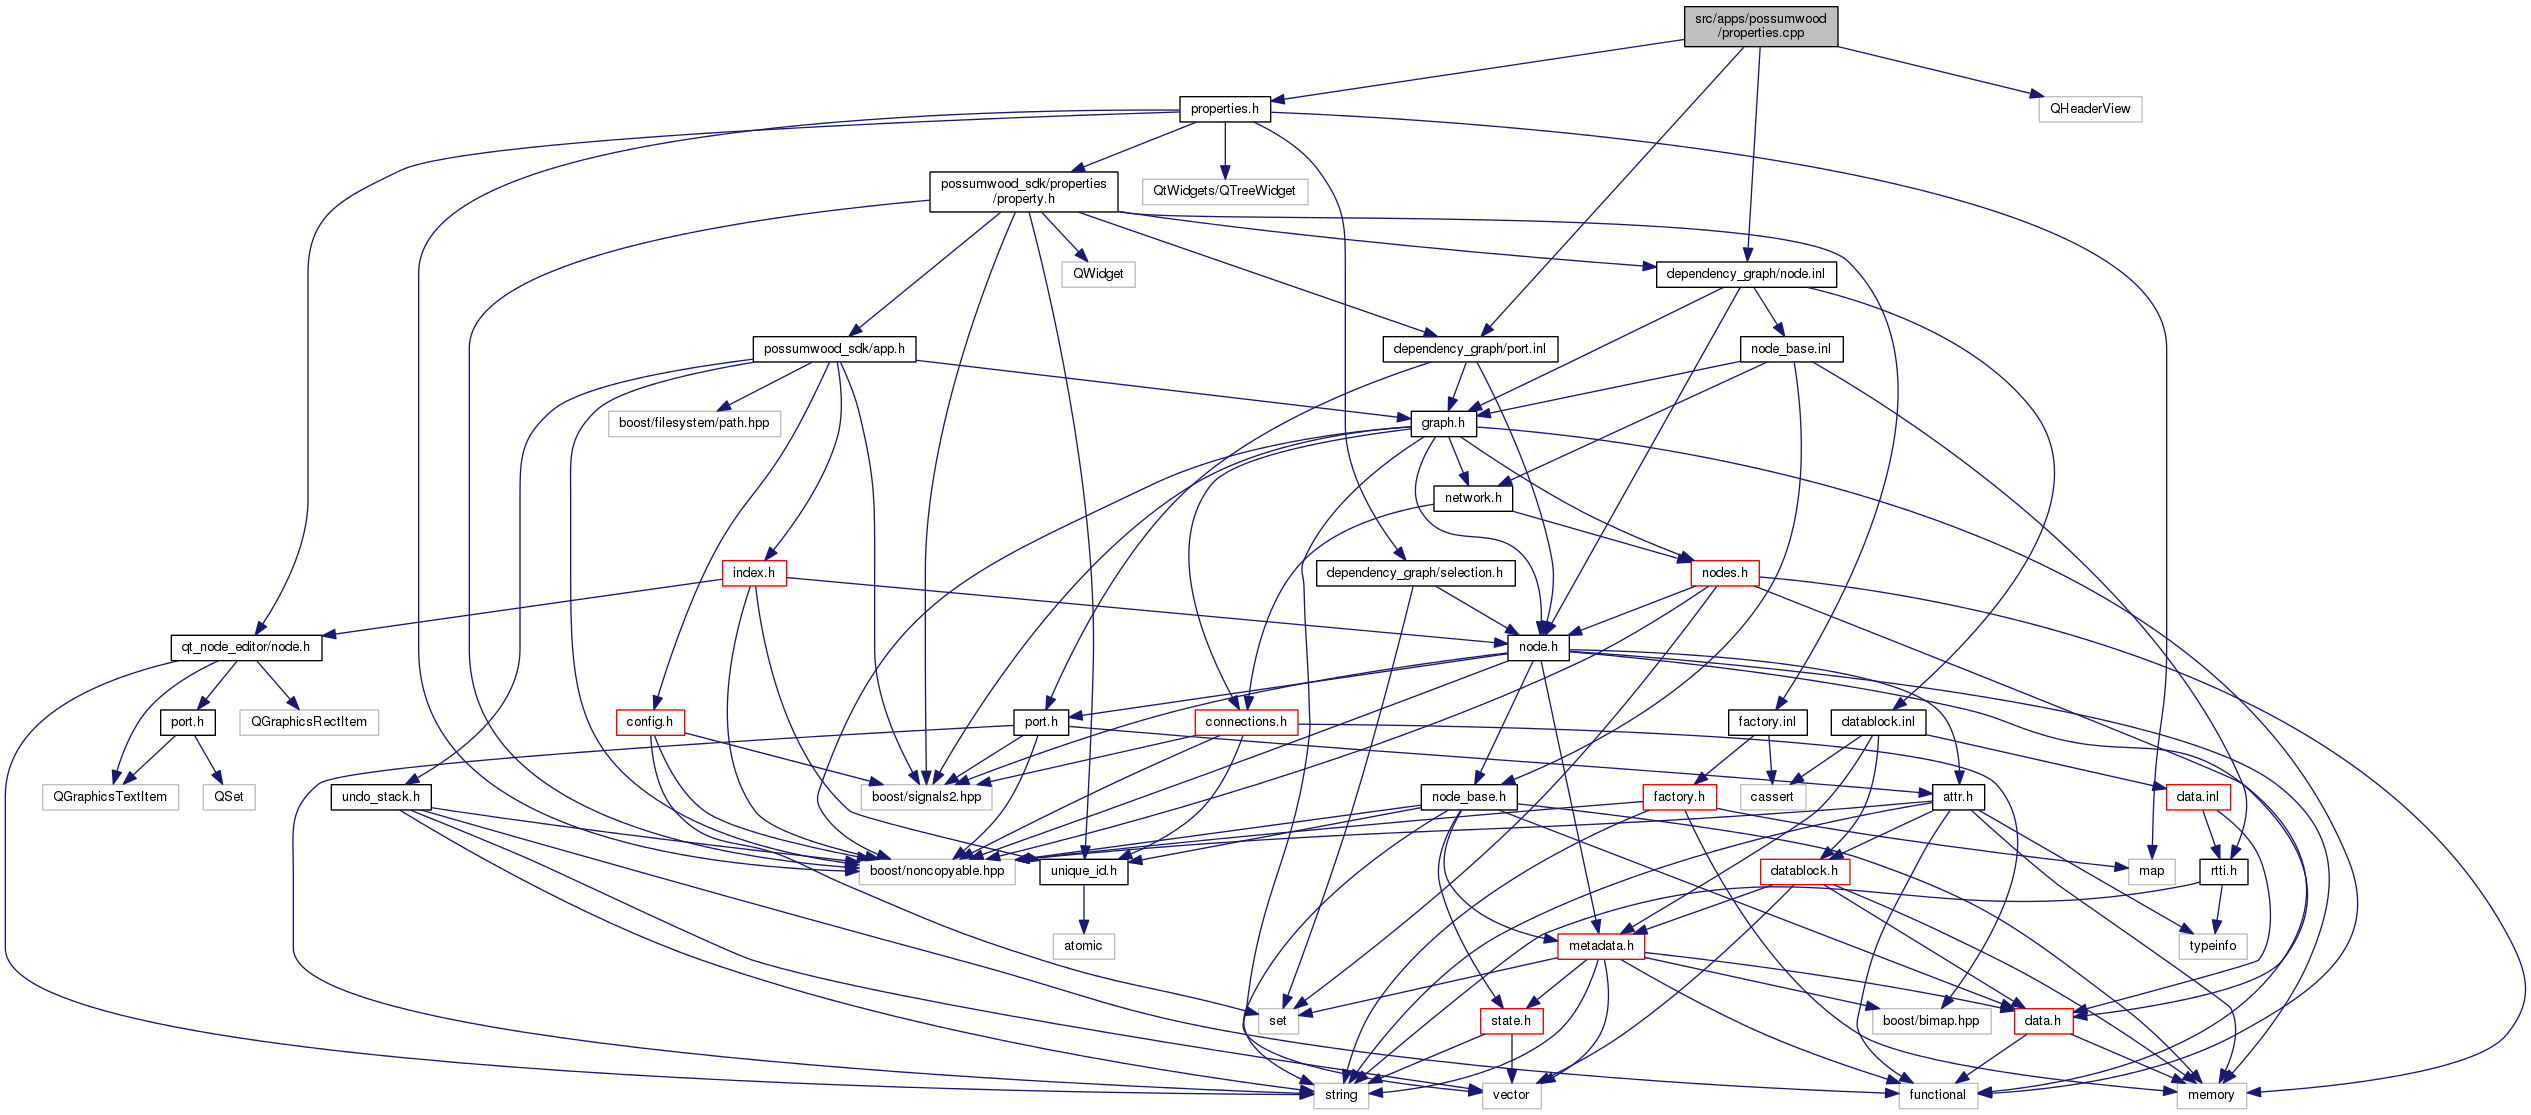 src/apps/possumwood
/properties.cpp
properties.h
QHeaderView
possumwood_sdk/properties
/property.h
QtWidgets/QTreeWidget
QWidget
dependency_graph/node.inl
possumwood_sdk/app.h
dependency_graph/port.inl
node_base.inl
boost/filesystem/path.hpp
graph.h
network.h
index.h
dependency_graph/selection.h
nodes.h
qt_node_editor/node.h
node.h
port.h
QGraphicsRectItem
config.h
port.h
connections.h
factory.inl
datablock.inl
QGraphicsTextItem
QSet
undo_stack.h
boost/signals2.hpp
node_base.h
factory.h
cassert
attr.h
data.inl
boost/noncopyable.hpp
unique_id.h
datablock.h
map
rtti.h
atomic
metadata.h
typeinfo
set
state.h
boost/bimap.hpp
data.h
string
vector
functional
memory